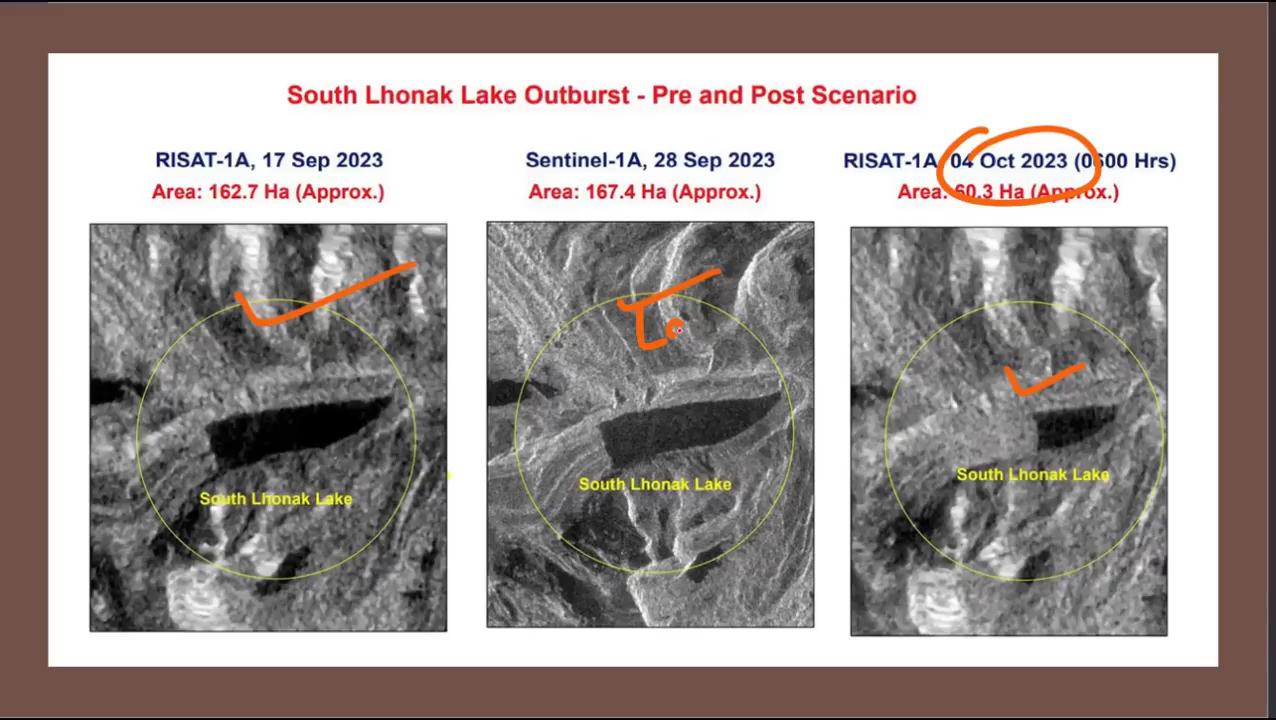 South Lhonak Lake Outburst - Pre and Post Scenario
RISAT-1A, 17 Sep 2023
Area: 162.7 Ha (Approx.)
South Lhonak Lake
Sentinel-1A, 28 Sep 2023
Area: 167.4 Ha (Approx.)
South Lhonak Lake
RISAT-1A, 04 Oct 2023 (0600 Hrs)
Area: 60.3 Ha (Approx.)
South Lhonak Lake